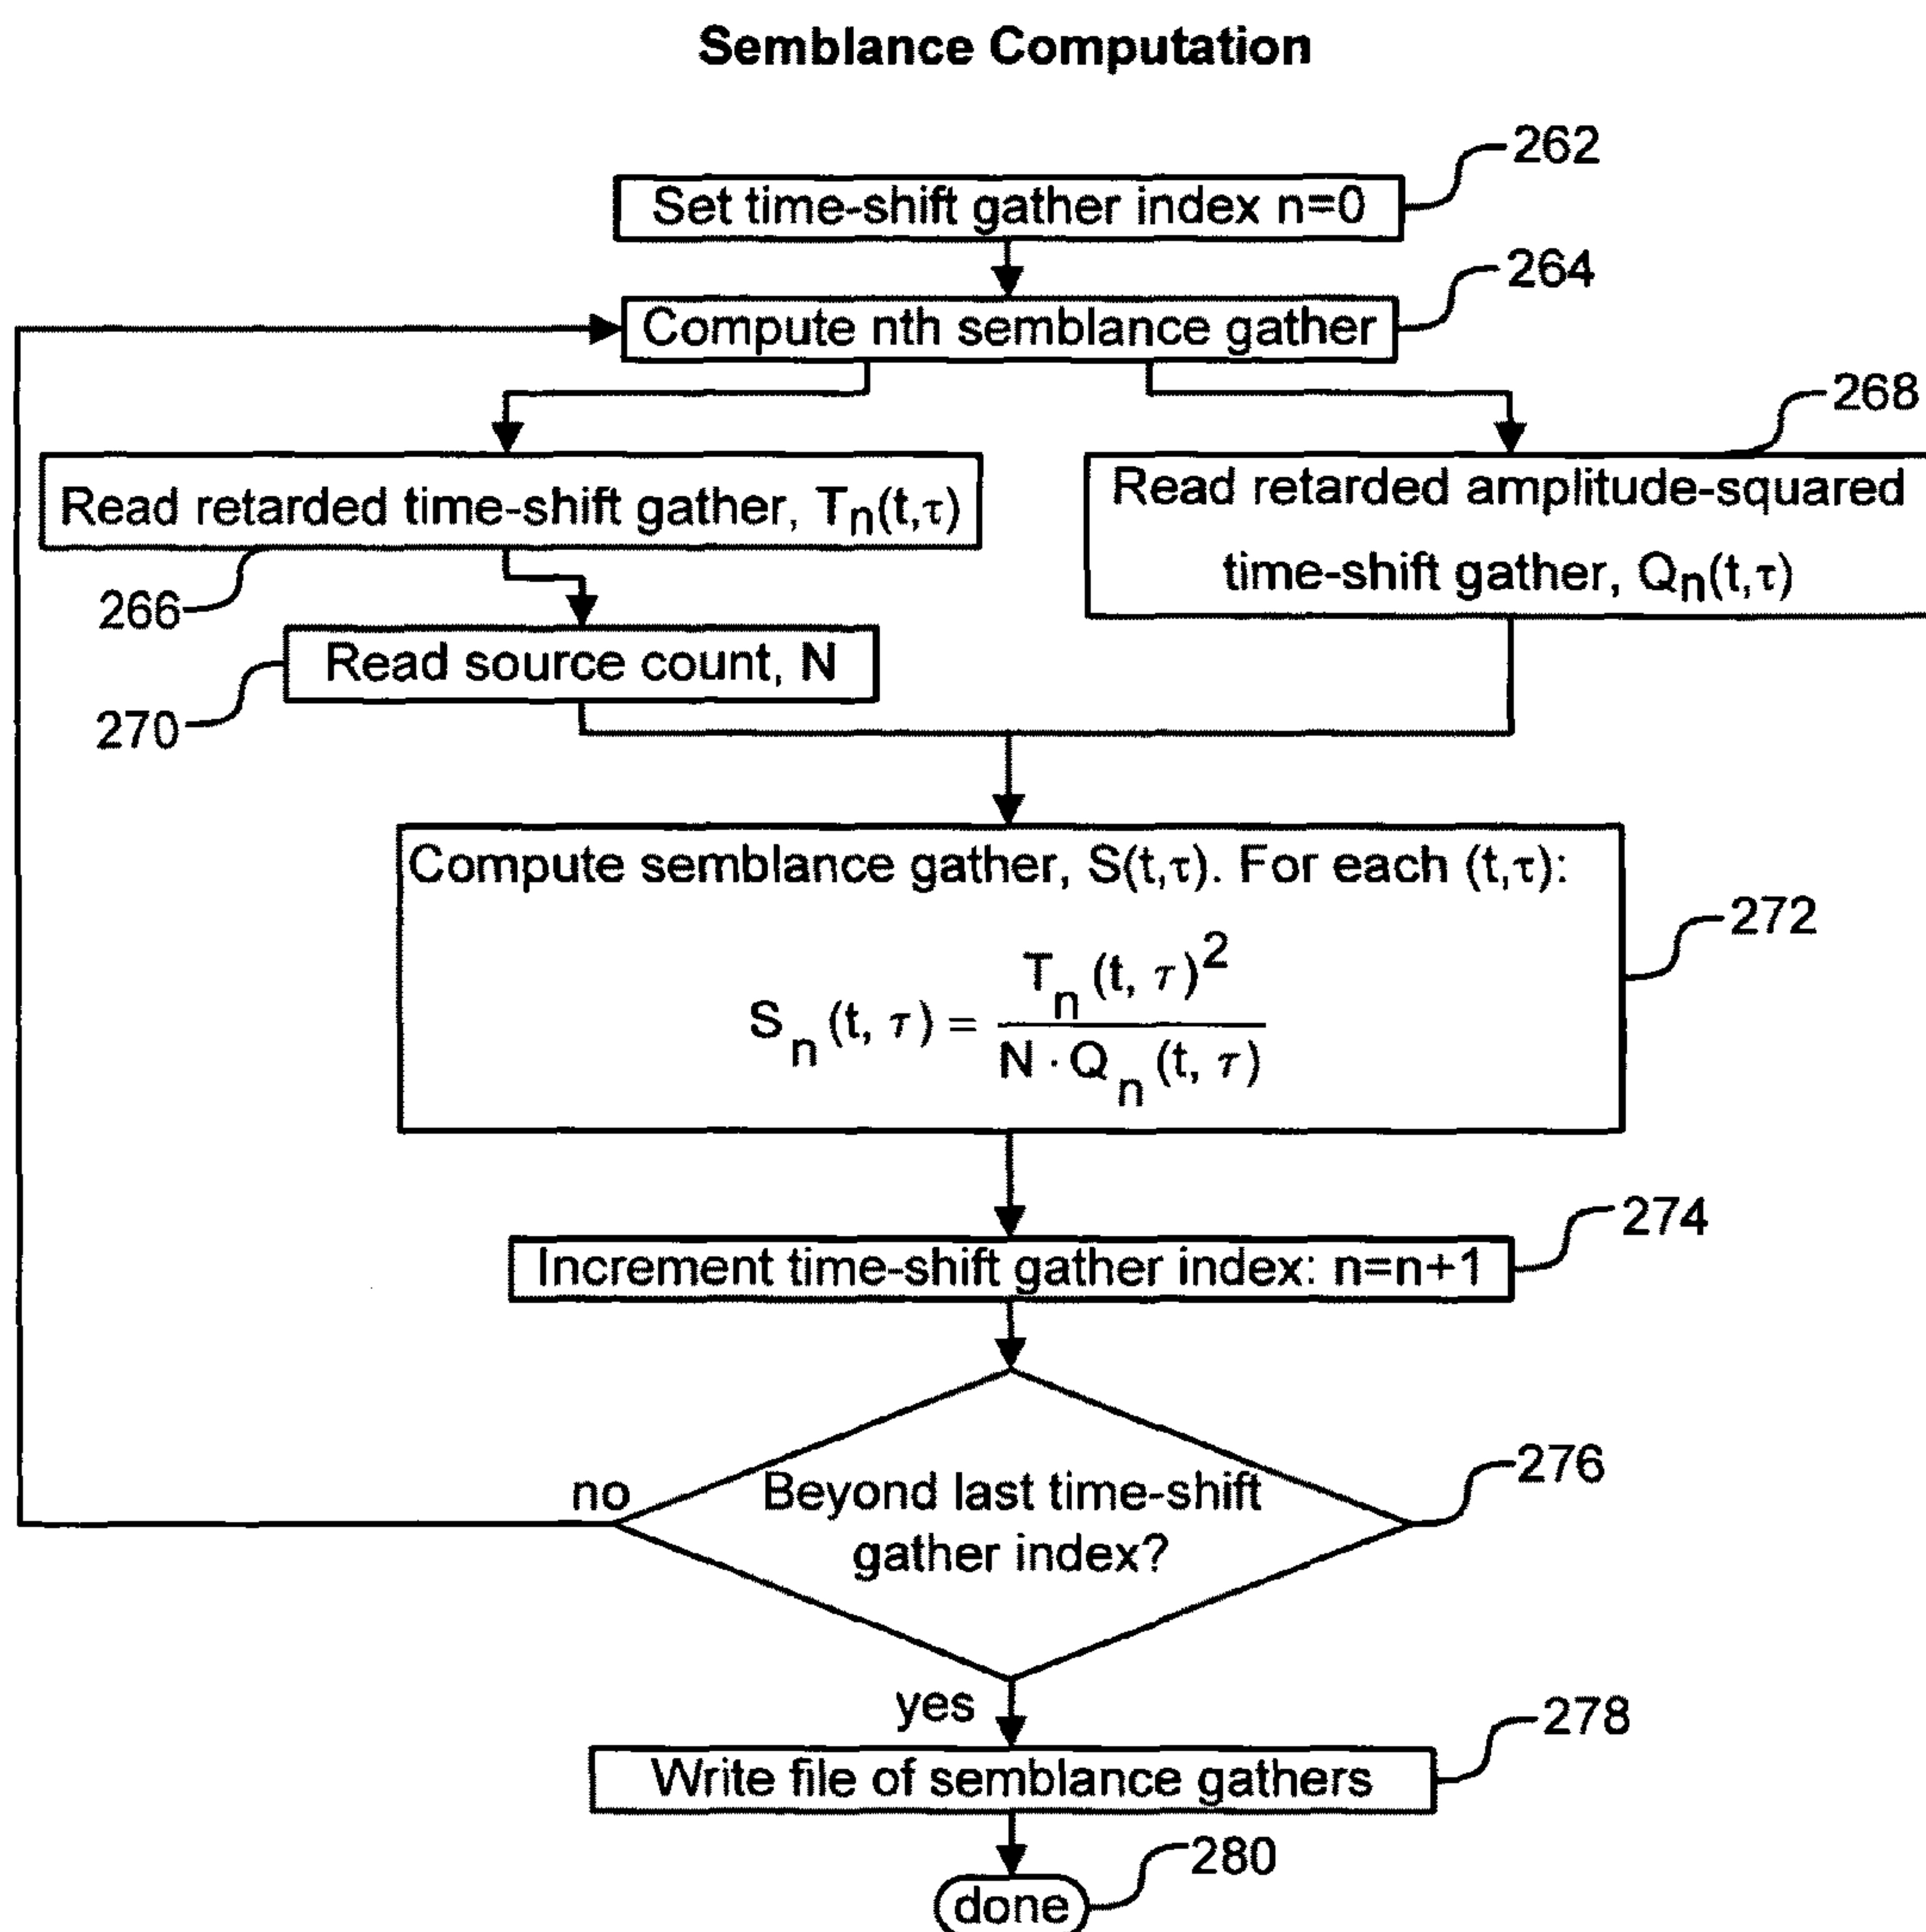 Semblance Computation
262
Set time-shift gather index n=0
264
Compute nth semblance gather
268
Read retarded time-shift gather, Tn(t,τ)
Read retarded amplitude-squared
time-shift gather, Qn(t,τ)
266
Read source count, N
270
Compute semblance gather, S(t,τ). For each (t,τ):
272
S_n(t, τ) = T_n(t, τ)^2 / N · Q_n(t, τ)
274
Increment time-shift gather index: n=n+1
276
no
Beyond last time-shift
gather index?
yes
278
Write file of semblance gathers
280
done